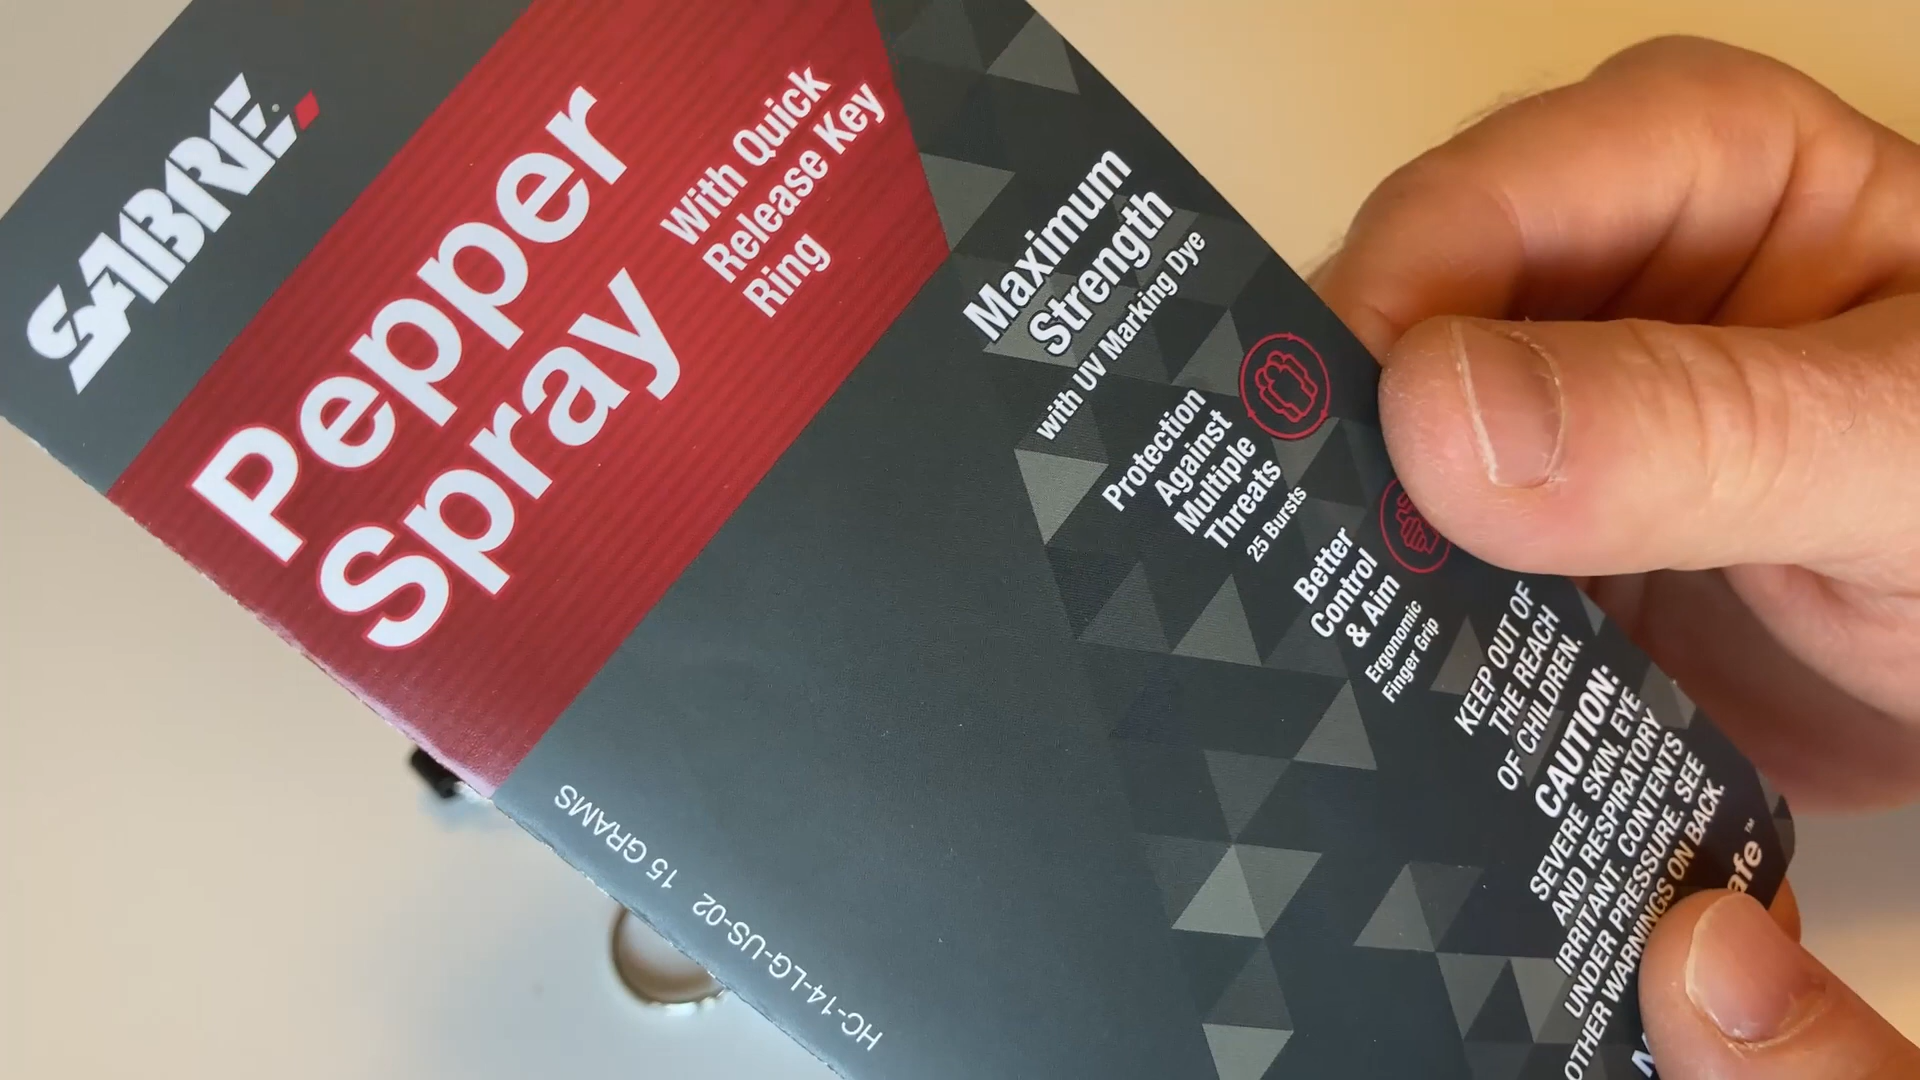 SABRE
Pepper
Spray
With Quick
Release Key
Ring
Maximum
Strength
with UV Marking Dye
Protection
Against
Multiple
Threats
25 Bursts
Better
Control
& Aim
Ergonomic
Finger Grip
KEEP OUT OF
THE REACH
OF CHILDREN.
CAUTION:
SEVERE SKIN, EYE
AND RESPIRATORY
IRRITANT. CONTENTS
UNDER PRESSURE. SEE
OTHER WARNINGS ON BACK.
HC-14-LG-US-02 15 GRAMS